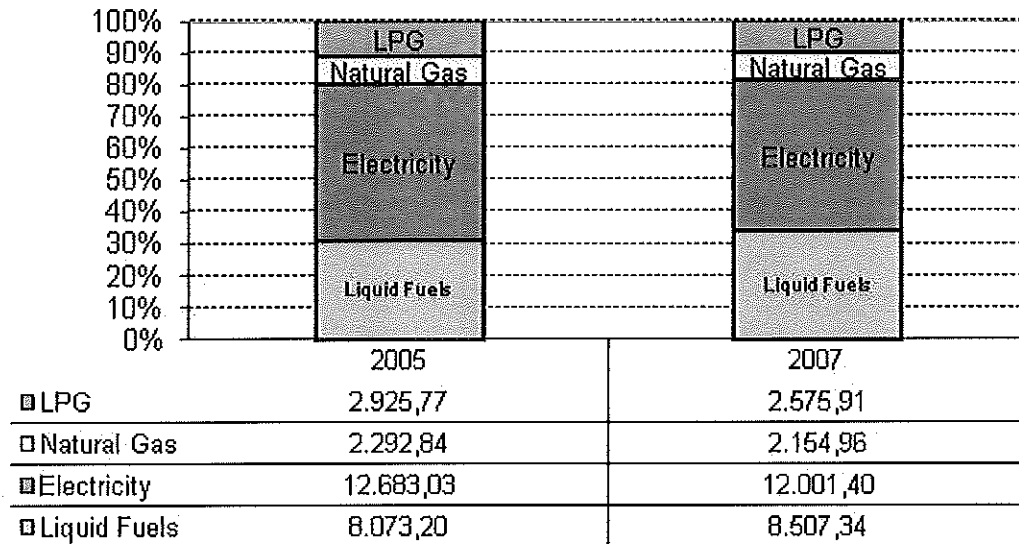 100%
90%
80%
70%
60%
50%
40%
30%
20%
10%
0%
LPG
Natural Gas
Electricity
Liquid Fuels
LPG
Natural Gas
Electricity
Liquid Fuels
2005 2007
LPG 2.925,77 2.575,91
Natural Gas 2.292,84 2.154,96
Electricity 12.683,03 12.001,40
Liquid Fuels 8.073,20 8.507,34